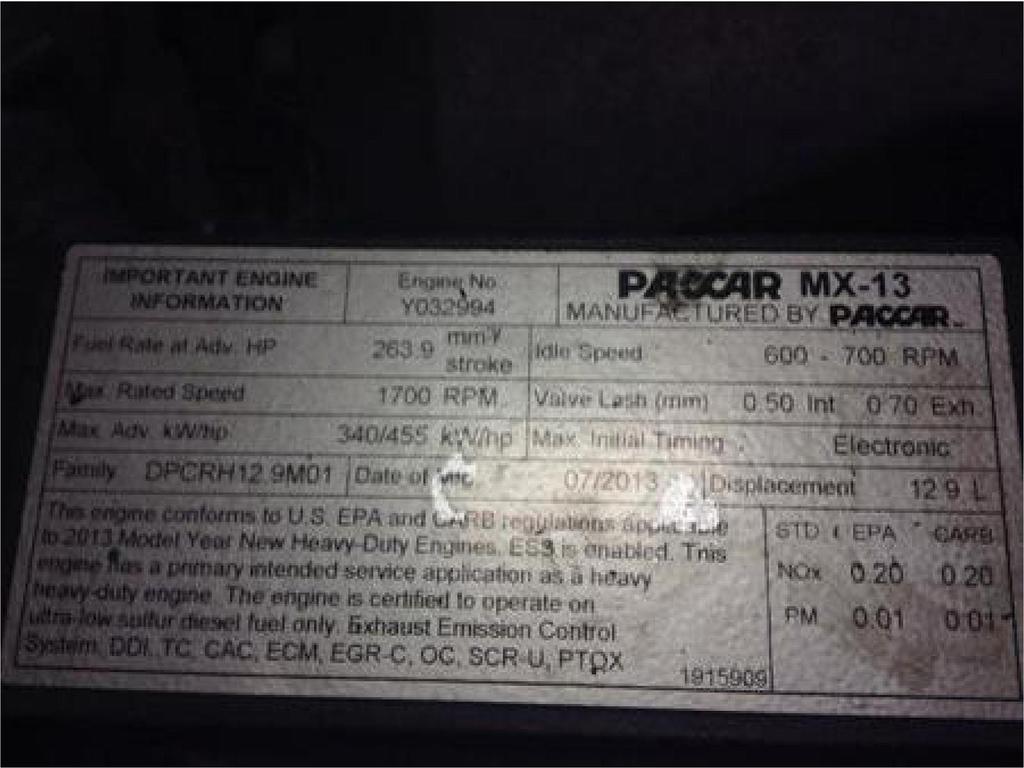 IMPORTANT ENGINE INFORMATION
Engine No. Y032994
PACCAR MX-13
MANUFACTURED BY PACCAR
Fuel Rate at Adv. HP 263.9 stroke
Idle Speed 600 - 700 RPM
Max. Rated Speed 1700 RPM
Valve Lash (mm) 0.50 Int 0.70 Exh.
Max. Adv. kW/hp 340/455 kW/hp
Max. Initial Timing Electronic
Family DPCRH12.9M01
Date of Mfg. 07/2013
Displacement 12.9 L
This engine conforms to U.S. EPA and CARB regulations applicable
to 2013 Model Year New Heavy-Duty Engines. is enabled. This
engine has a primary intended service application as a heavy
heavy-duty engine. The engine is certified to operate on
ultra-low sulfur diesel fuel only. Exhaust Emission Control
System: DDI, TC, CAC, ECM, EGR-C, OC, SCR-U, PTOX
1915909
STD EPA CARB
NOx 0.20 0.20
PM 0.01 0.01